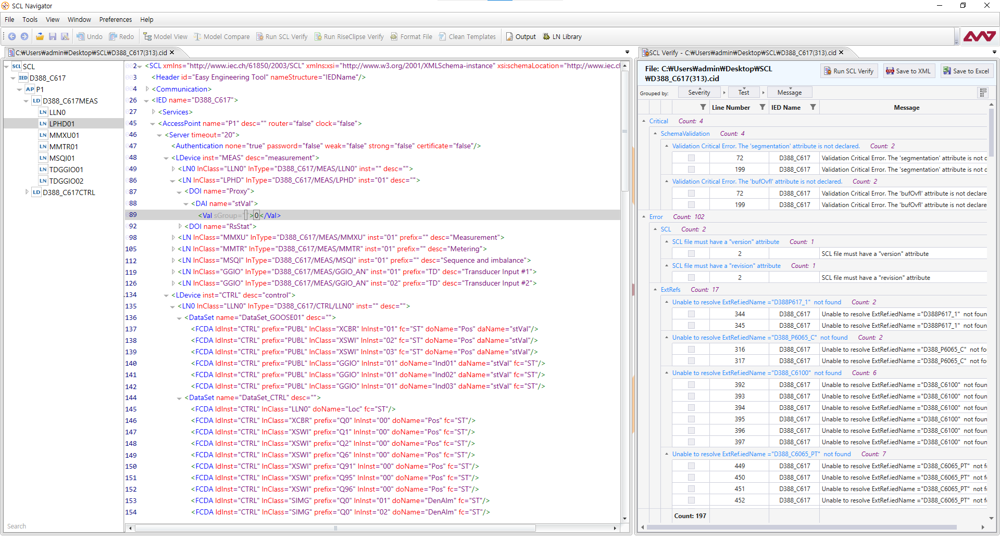 SCL Navigator
File Tools View Window Preferences Help
Undo Redo Model View Model Compare Run SCL Verify Run RiseClipse Verify Format File Clean Templates Output LN Library
C:₩Users₩admin₩Desktop₩SCL₩D388_C617(313).cid
SCL SCL
IED D388_C617
AP P1
LD D388_C617MEAS
LN LLN0
LN LPHD01
LN MMXU01
LN MMTR01
LN MSQI01
LN TDGGIO01
LN TDGGIO02
LD D388_C617CTRL
Search
2 <SCL xmlns="http://www.iec.ch/61850/2003/SCL" xmlns:xsi="http://www.w3.org/2001/XMLSchema-instance" xsi:schemaLocation="http://www.iec.cl
3 <Header id="Easy Engineering Tool" nameStructure="IEDName"/>
4 <Communication>
26 <IED name="D388_C617">
27 <Services>
45 <AccessPoint name="P1" desc="" router="false" clock="false">
46 <Server timeout="20">
47 <Authentication none="true" password="false" weak="false" strong="false" certificate="false"/>
48 <LDevice inst="MEAS" desc="measurement">
49 <LN0 lnClass="LLN0" lnType="D388_C617/MEAS/LLN0" inst="" desc="">
86 <LN lnClass="LPHD" lnType="D388_C617/MEAS/LPHD" inst="01" desc="">
87 <DOI name="Proxy">
88 <DAI name="stVal">
89 <Val sGroup="">0</Val>
92 <DOI name="RsStat">
98 <LN lnClass="MMXU" lnType="D388_C617/MEAS/MMXU" inst="01" prefix="" desc="Measurement">
105 <LN lnClass="MMTR" lnType="D388_C617/MEAS/MMTR" inst="01" prefix="" desc="Metering">
112 <LN lnClass="MSQI" lnType="D388_C617/MEAS/MSQI" inst="01" prefix="" desc="Sequence and imbalance">
119 <LN lnClass="GGIO" lnType="D388_C617/MEAS/GGIO_AN" inst="01" prefix="TD" desc="Transducer Input #1">
126 <LN lnClass="GGIO" lnType="D388_C617/MEAS/GGIO_AN" inst="02" prefix="TD" desc="Transducer Input #2">
134 <LDevice inst="CTRL" desc="control">
135 <LN0 lnClass="LLN0" lnType="D388_C617/CTRL/LLN0" inst="" desc="">
136 <DataSet name="DataSet_GOOSE01" desc="">
137 <FCDA ldInst="CTRL" prefix="PUBL" lnClass="XCBR" lnInst="01" fc="ST" doName="Pos" daName="stVal"/>
138 <FCDA ldInst="CTRL" prefix="PUBL" lnClass="XSWI" lnInst="02" fc="ST" doName="Pos" daName="stVal"/>
139 <FCDA ldInst="CTRL" prefix="PUBL" lnClass="XSWI" lnInst="03" fc="ST" doName="Pos" daName="stVal"/>
140 <FCDA ldInst="CTRL" prefix="PUBL" lnClass="GGIO" lnInst="01" doName="Ind01" daName="stVal" fc="ST"/>
141 <FCDA ldInst="CTRL" prefix="PUBL" lnClass="GGIO" lnInst="01" doName="Ind02" daName="stVal" fc="ST"/>
142 <FCDA ldInst="CTRL" prefix="PUBL" lnClass="GGIO" lnInst="01" doName="Ind03" daName="stVal" fc="ST"/>
144 <DataSet name="DataSet_CTRL" desc="">
145 <FCDA ldInst="CTRL" lnClass="LLN0" doName="Loc" fc="ST"/>
146 <FCDA ldInst="CTRL" lnClass="XCBR" prefix="Q0" lnInst="00" doName="Pos" fc="ST"/>
147 <FCDA ldInst="CTRL" lnClass="XSWI" prefix="Q1" lnInst="00" doName="Pos" fc="ST"/>
148 <FCDA ldInst="CTRL" lnClass="XSWI" prefix="Q2" lnInst="00" doName="Pos" fc="ST"/>
149 <FCDA ldInst="CTRL" lnClass="XSWI" prefix="Q6" lnInst="00" doName="Pos" fc="ST"/>
150 <FCDA ldInst="CTRL" lnClass="XSWI" prefix="Q91" lnInst="00" doName="Pos" fc="ST"/>
151 <FCDA ldInst="CTRL" lnClass="XSWI" prefix="Q95" lnInst="00" doName="Pos" fc="ST"/>
152 <FCDA ldInst="CTRL" lnClass="XSWI" prefix="Q96" lnInst="00" doName="Pos" fc="ST"/>
153 <FCDA ldInst="CTRL" lnClass="SIMG" prefix="Q0" lnInst="01" doName="DenAlm" fc="ST"/>
154 <FCDA ldInst="CTRL" lnClass="SIMG" prefix="Q0" lnInst="02" doName="DenAlm" fc="ST"/>
SCL Verify - C:₩Users₩admin₩Desktop₩SCL₩D388_C617(313).cid
File: C:₩Users₩admin₩Desktop₩SCL
₩D388_C617(313).cid
Run SCL Verify Save to XML Save to Excel
Grouped by: Severity Test Message
Line Number IED Name Message
Critical Count: 4
SchemaValidation Count: 4
Validation Critical Error. The 'segmentation' attribute is not declared. Count: 2
72 D388_C617 Validation Critical Error. The 'segmentation' attribute is not c
199 D388_C617 Validation Critical Error. The 'segmentation' attribute is not c
Validation Critical Error. The 'bufOvfl' attribute is not declared. Count: 2
72 D388_C617 Validation Critical Error. The 'bufOvfl' attribute is not declare
199 D388_C617 Validation Critical Error. The 'bufOvfl' attribute is not declare
Error Count: 102
SCL Count: 2
SCL file must have a "version" attribute Count: 1
2 SCL file must have a "version" attribute
SCL file must have a "revision" attribute Count: 1
2 SCL file must have a "revision" attribute
ExtRefs Count: 17
Unable to resolve ExtRef.iedName ="D388P617_1" not found Count: 2
344 D388_C617 Unable to resolve ExtRef.iedName ="D388P617_1" not foun
345 D388_C617 Unable to resolve ExtRef.iedName ="D388P617_1" not foun
Unable to resolve ExtRef.iedName ="D388_P6065_C" not found Count: 2
316 D388_C617 Unable to resolve ExtRef.iedName ="D388_P6065_C" not fo
317 D388_C617 Unable to resolve ExtRef.iedName ="D388_P6065_C" not fo
Unable to resolve ExtRef.iedName ="D388_C6100" not found Count: 6
392 D388_C617 Unable to resolve ExtRef.iedName ="D388_C6100" not foun
393 D388_C617 Unable to resolve ExtRef.iedName ="D388_C6100" not foun
394 D388_C617 Unable to resolve ExtRef.iedName ="D388_C6100" not foun
395 D388_C617 Unable to resolve ExtRef.iedName ="D388_C6100" not foun
396 D388_C617 Unable to resolve ExtRef.iedName ="D388_C6100" not foun
397 D388_C617 Unable to resolve ExtRef.iedName ="D388_C6100" not foun
Unable to resolve ExtRef.iedName ="D388_C6065_PT" not found Count: 7
449 D388_C617 Unable to resolve ExtRef.iedName ="D388_C6065_PT" not f
450 D388_C617 Unable to resolve ExtRef.iedName ="D388_C6065_PT" not f
451 D388_C617 Unable to resolve ExtRef.iedName ="D388_C6065_PT" not f
452 D388_C617 Unable to resolve ExtRef.iedName ="D388_C6065_PT" not f
Count: 197